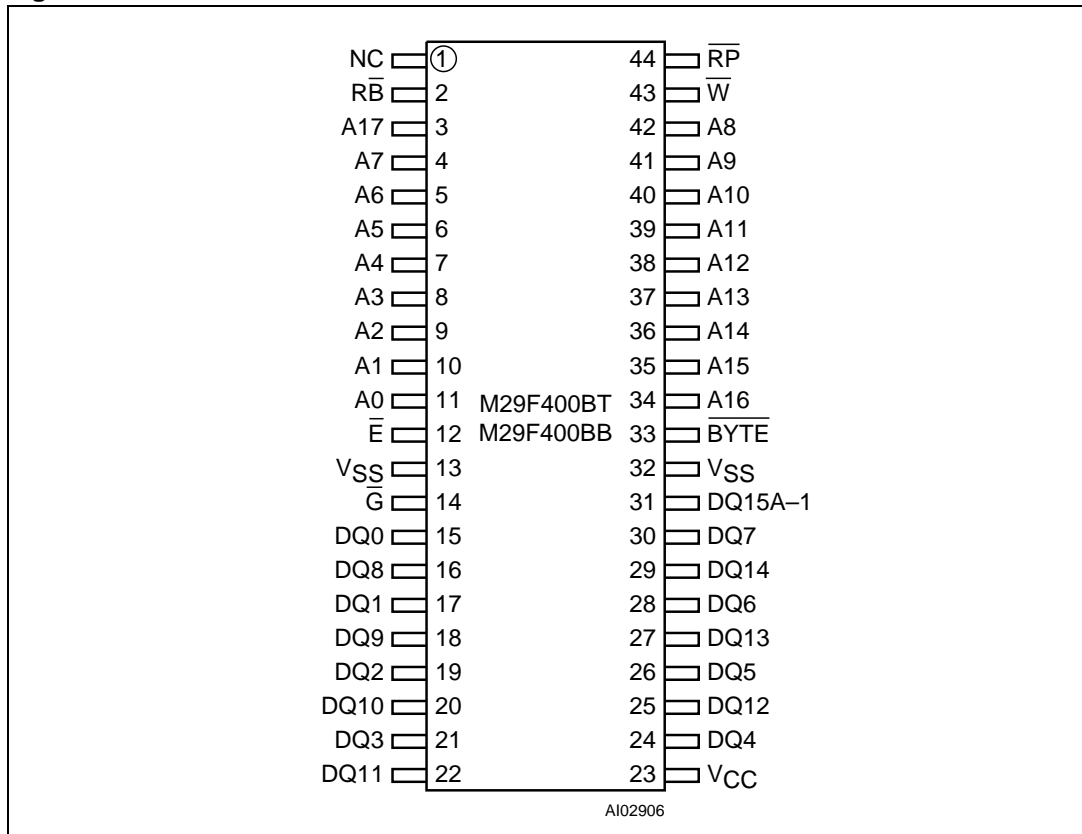 NC 1 44 R̅P̅
RB̅ 2 43 W̅
A17 3 42 A8
A7 4 41 A9
A6 5 40 A10
A5 6 39 A11
A4 7 38 A12
A3 8 37 A13
A2 9 36 A14
A1 10 35 A15
A0 11 M29F400BT 34 A16
E̅ 12 M29F400BB 33 B̅Y̅T̅E̅
VSS 13 32 VSS
G̅ 14 31 DQ15A–1
DQ0 15 30 DQ7
DQ8 16 29 DQ14
DQ1 17 28 DQ6
DQ9 18 27 DQ13
DQ2 19 26 DQ5
DQ10 20 25 DQ12
DQ3 21 24 DQ4
DQ11 22 23 VCC
AI02906